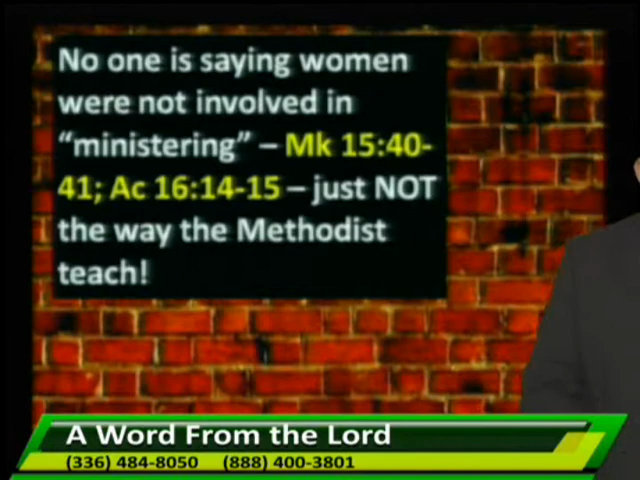 No one is saying women
were not involved in
“ministering” – Mk 15:40-
41; Ac 16:14-15 – just NOT
the way the Methodist
teach!
A Word From the Lord
(336) 484-8050 (888) 400-3801